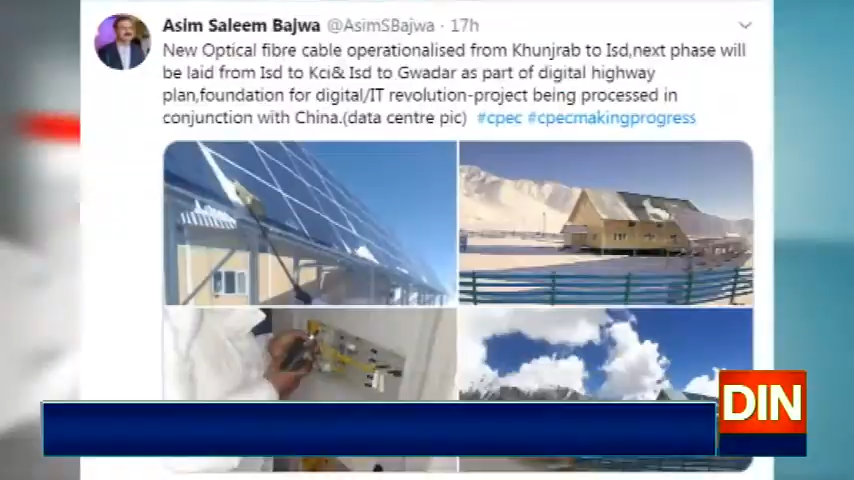 Asim Saleem Bajwa @AsimSBajwa · 17h
New Optical fibre cable operationalised from Khunjrab to Isd,next phase will
be laid from Isd to Kci& Isd to Gwadar as part of digital highway
plan,foundation for digital/IT revolution-project being processed in
conjunction with China.(data centre pic) #cpec #cpecmakingprogress
DIN